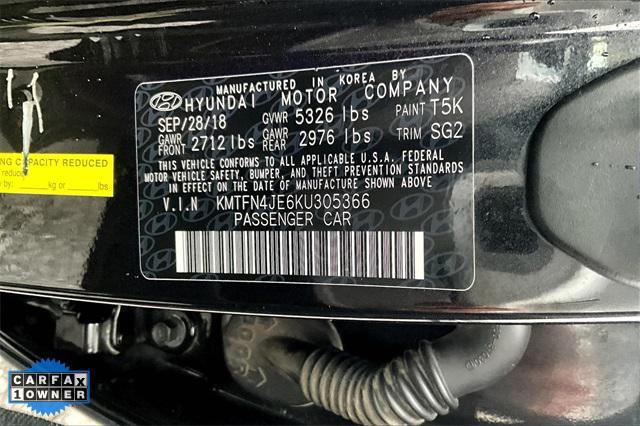 MANUFACTURED IN KOREA BY
HYUNDAI MOTOR COMPANY
SEP/28/18 GVWR 5326 lbs PAINT T5K
GAWR FRONT 2712 lbs GAWR REAR 2976 lbs TRIM SG2
THIS VEHICLE CONFORMS TO ALL APPLICABLE U.S.A. FEDERAL
MOTOR VEHICLE SAFETY, BUMPER, AND THEFT PREVENTION STANDARDS
IN EFFECT ON THE DATE OF MANUFACTURE SHOWN ABOVE.
V.I.N KMTFN4JE6KU305366
PASSENGER CAR
NG CAPACITY REDUCED
reduced
by: kg or lbs
CARFAX
1 OWNER